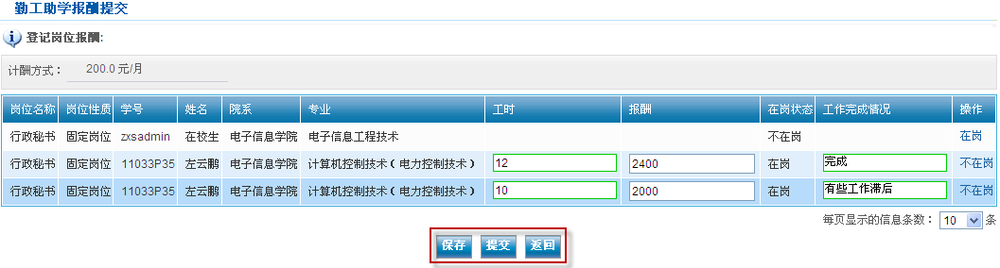 勤工助学报酬提交
登记岗位报酬:
计酬方式： 200.0 元/月
岗位名称 岗位性质 学号 姓名 院系 专业 工时 报酬 在岗状态 工作完成情况 操作
行政秘书 固定岗位 zxsadmin 在校生 电子信息学院 电子信息工程技术 不在岗 在岗
行政秘书 固定岗位 11033P35 左云鹏 电子信息学院 计算机控制技术（电力控制技术） 12 2400 在岗 完成 不在岗
行政秘书 固定岗位 11033P35 左云鹏 电子信息学院 计算机控制技术（电力控制技术） 10 2000 在岗 有些工作滞后 不在岗
每页显示的信息条数： 10 条
保存 提交 返回